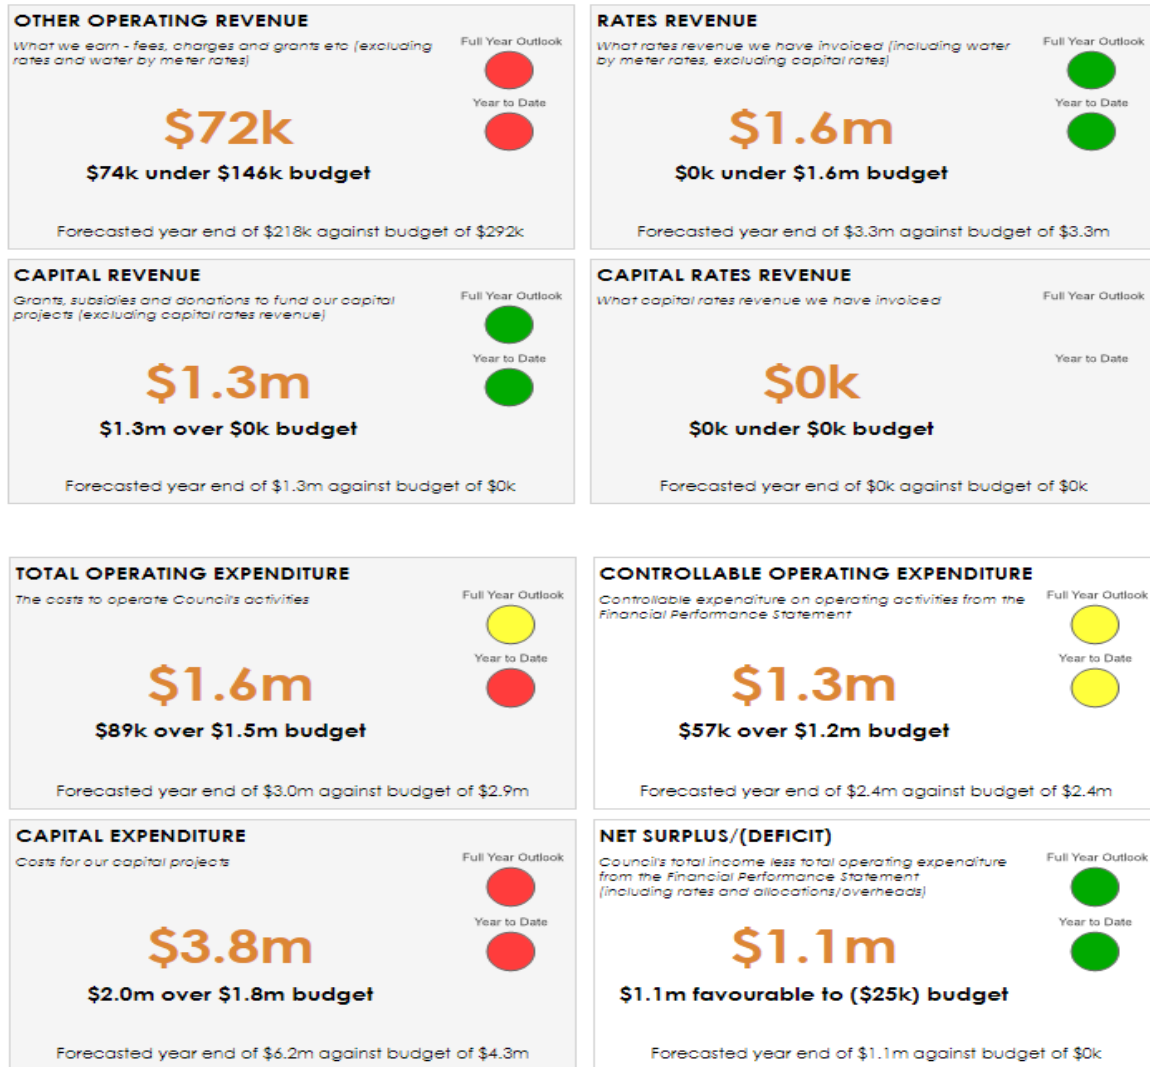 OTHER OPERATING REVENUE
What we earn - fees, charges and grants etc (excluding
rates and water by meter rates)
Full Year Outlook
Year to Date
$72k
$74k under $146k budget
Forecasted year end of $218k against budget of $292k
RATES REVENUE
What rates revenue we have invoiced (including water
by meter rates, excluding capital rates)
Full Year Outlook
Year to Date
$1.6m
$0k under $1.6m budget
Forecasted year end of $3.3m against budget of $3.3m
CAPITAL REVENUE
Grants, subsidies and donations to fund our capital
projects (excluding capital rates revenue)
Full Year Outlook
Year to Date
$1.3m
$1.3m over $0k budget
Forecasted year end of $1.3m against budget of $0k
CAPITAL RATES REVENUE
What capital rates revenue we have invoiced
Full Year Outlook
Year to Date
$0k
$0k under $0k budget
Forecasted year end of $0k against budget of $0k
TOTAL OPERATING EXPENDITURE
The costs to operate Council's activities
Full Year Outlook
Year to Date
$1.6m
$89k over $1.5m budget
Forecasted year end of $3.0m against budget of $2.9m
CONTROLLABLE OPERATING EXPENDITURE
Controllable expenditure on operating activities from the
Financial Performance Statement
Full Year Outlook
Year to Date
$1.3m
$57k over $1.2m budget
Forecasted year end of $2.4m against budget of $2.4m
CAPITAL EXPENDITURE
Costs for our capital projects
Full Year Outlook
Year to Date
$3.8m
$2.0m over $1.8m budget
Forecasted year end of $6.2m against budget of $4.3m
NET SURPLUS/(DEFICIT)
Council's total income less total operating expenditure
from the Financial Performance Statement
(including rates and allocations/overheads)
Full Year Outlook
Year to Date
$1.1m
$1.1m favourable to ($25k) budget
Forecasted year end of $1.1m against budget of $0k